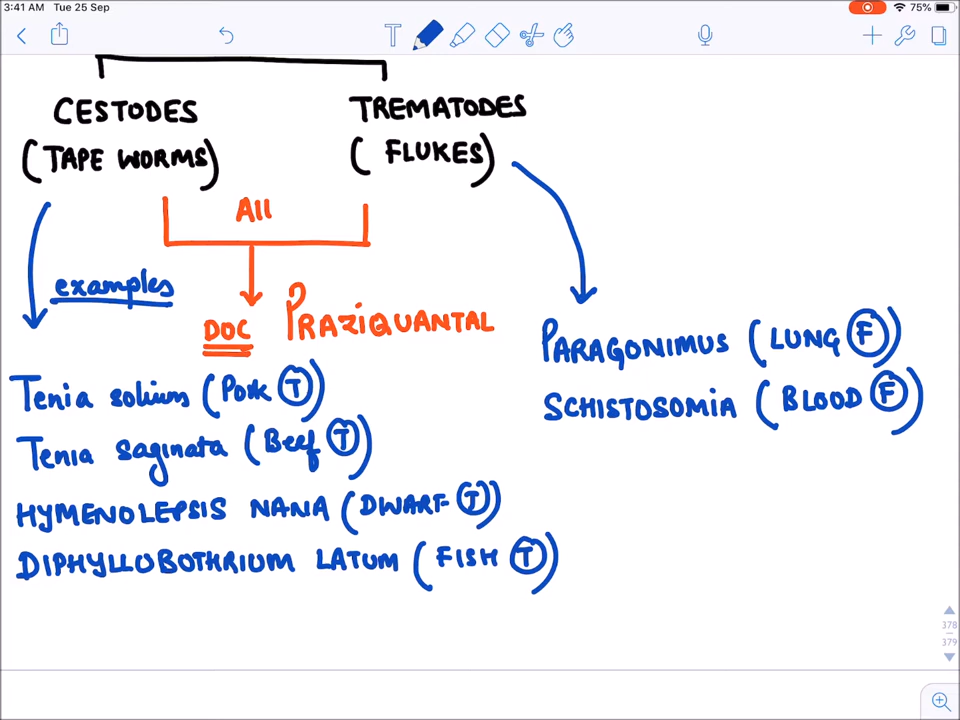 3:41 AM Tue 25 Sep
75%
T
CESTODES
(TAPE WORMS)
TREMATODES
(FLUKES)
All
examples
DOC PRAZIQUANTAL
Tenia solium (Pork T)
Tenia saginata (Beef T)
HYMENOLEPSIS NANA (DWARF T)
DIPHYLLOBOTHRIUM LATUM (FISH T)
PARAGONIMUS (LUNG F)
SCHISTOSOMIA (BLOOD F)
378
379